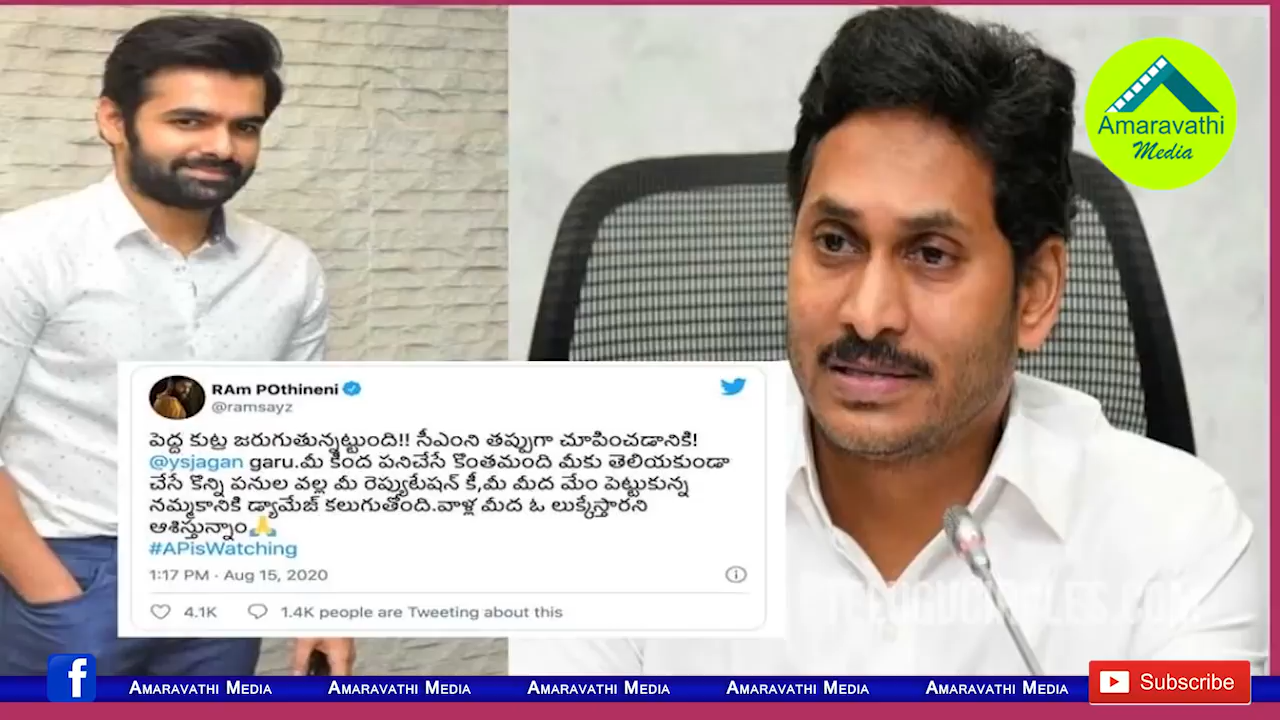 Amaravathi
Media
RAm POthineni
@ramsayz
పెద్ద కుట్ర జరుగుతున్నట్టుంది!! సీఎంని తప్పుగా చూపించడానికి!
@ysjagan garu.మీ కింద పనిచేసే కొంతమంది మీకు తెలియకుండా
చేసే కొన్ని పనుల వల్ల మీ రెప్యుటేషన్ కీ,మీ మీద మేం పెట్టుకున్న
నమ్మకానికీ డ్యామేజ్ కలుగుతోంది.వాళ్ల మీద ఓ లుక్కేస్తారని
ఆశిస్తున్నాం🙏
#APisWatching
1:17 PM · Aug 15, 2020
4.1K 1.4K people are Tweeting about this
f Amaravathi Media Amaravathi Media Amaravathi Media Amaravathi Media Amaravathi Media Subscribe